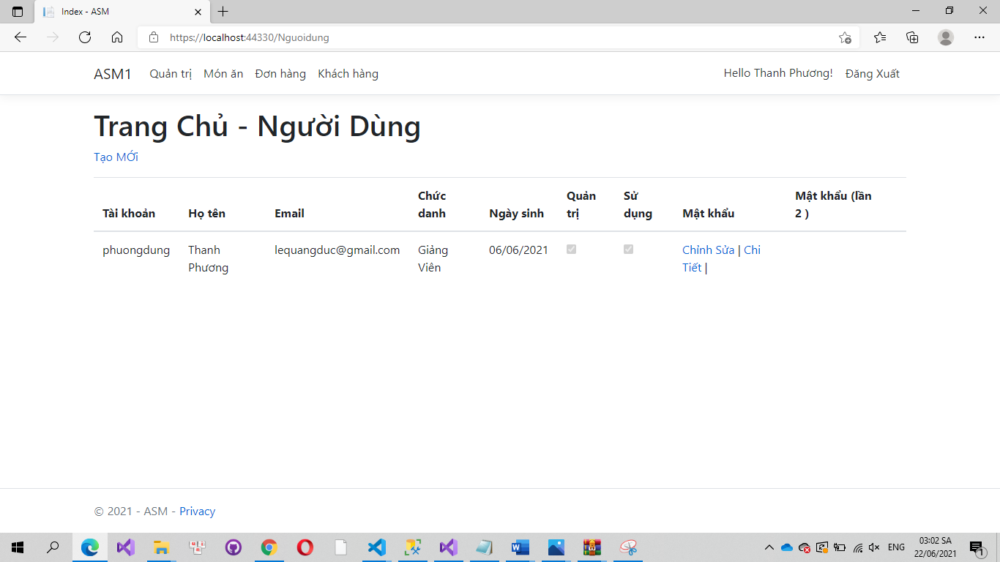 Index - ASM
https://localhost:44330/Nguoidung
ASM1 Quản trị Món ăn Đơn hàng Khách hàng Hello Thanh Phương! Đăng Xuất
Trang Chủ - Người Dùng
Tạo MỚi
Tài khoản Họ tên Email Chức danh Ngày sinh Quản trị Sử dụng Mật khẩu Mật khẩu (lần 2 )
phuongdung Thanh Phương lequangduc@gmail.com Giảng Viên 06/06/2021 Chỉnh Sửa | Chi Tiết |
© 2021 - ASM - Privacy
ENG 03:02 SA
22/06/2021
1